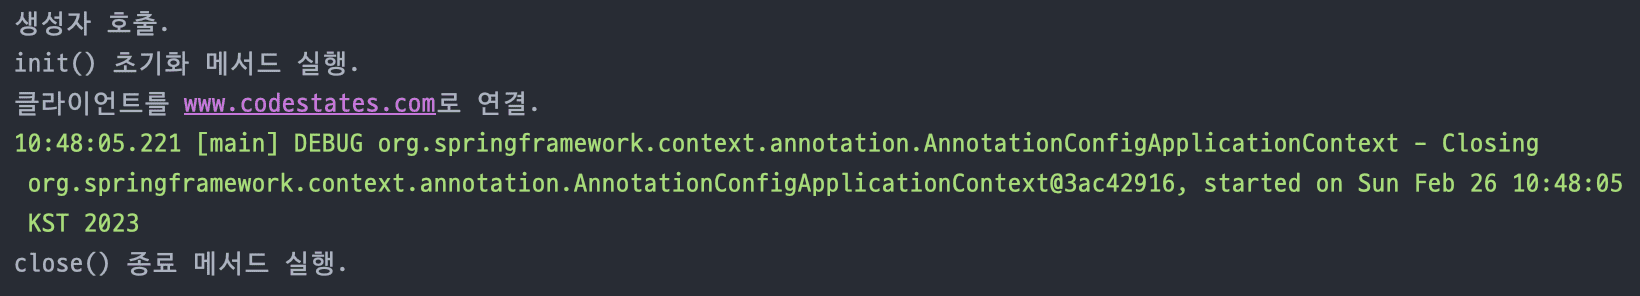 생성자 호출.
init() 초기화 메서드 실행.
클라이언트를 www.codestates.com로 연결.
10:48:05.221 [main] DEBUG org.springframework.context.annotation.AnnotationConfigApplicationContext - Closing
org.springframework.context.annotation.AnnotationConfigApplicationContext@3ac42916, started on Sun Feb 26 10:48:05
KST 2023
close() 종료 메서드 실행.